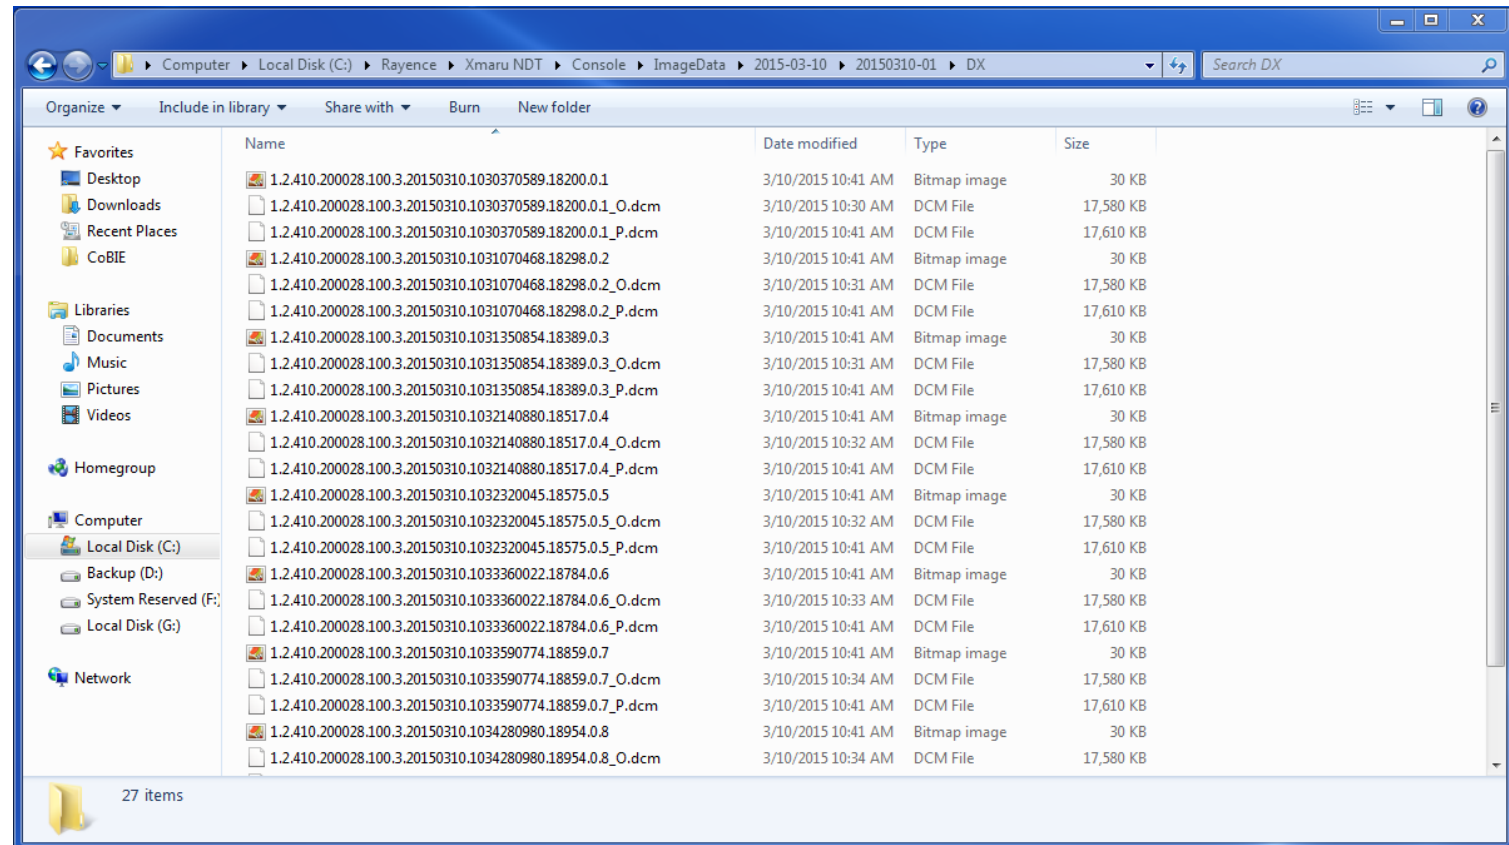 Computer Local Disk (C:) Rayence Xmaru NDT Console ImageData 2015-03-10 20150310-01 DX Search DX
Organize Include in library Share with Burn New folder
Favorites
Desktop
Downloads
Recent Places
CoBIE
Libraries
Documents
Music
Pictures
Videos
Homegroup
Computer
Local Disk (C:)
Backup (D:)
System Reserved (F:)
Local Disk (G:)
Network
Name Date modified Type Size
1.2.410.200028.100.3.20150310.1030370589.18200.0.1 3/10/2015 10:41 AM Bitmap image 30 KB
1.2.410.200028.100.3.20150310.1030370589.18200.0.1_O.dcm 3/10/2015 10:30 AM DCM File 17,580 KB
1.2.410.200028.100.3.20150310.1030370589.18200.0.1_P.dcm 3/10/2015 10:41 AM DCM File 17,610 KB
1.2.410.200028.100.3.20150310.1031070468.18298.0.2 3/10/2015 10:41 AM Bitmap image 30 KB
1.2.410.200028.100.3.20150310.1031070468.18298.0.2_O.dcm 3/10/2015 10:31 AM DCM File 17,580 KB
1.2.410.200028.100.3.20150310.1031070468.18298.0.2_P.dcm 3/10/2015 10:41 AM DCM File 17,610 KB
1.2.410.200028.100.3.20150310.1031350854.18389.0.3 3/10/2015 10:41 AM Bitmap image 30 KB
1.2.410.200028.100.3.20150310.1031350854.18389.0.3_O.dcm 3/10/2015 10:31 AM DCM File 17,580 KB
1.2.410.200028.100.3.20150310.1031350854.18389.0.3_P.dcm 3/10/2015 10:41 AM DCM File 17,610 KB
1.2.410.200028.100.3.20150310.1032140880.18517.0.4 3/10/2015 10:41 AM Bitmap image 30 KB
1.2.410.200028.100.3.20150310.1032140880.18517.0.4_O.dcm 3/10/2015 10:32 AM DCM File 17,580 KB
1.2.410.200028.100.3.20150310.1032140880.18517.0.4_P.dcm 3/10/2015 10:41 AM DCM File 17,610 KB
1.2.410.200028.100.3.20150310.1032320045.18575.0.5 3/10/2015 10:41 AM Bitmap image 30 KB
1.2.410.200028.100.3.20150310.1032320045.18575.0.5_O.dcm 3/10/2015 10:32 AM DCM File 17,580 KB
1.2.410.200028.100.3.20150310.1032320045.18575.0.5_P.dcm 3/10/2015 10:41 AM DCM File 17,610 KB
1.2.410.200028.100.3.20150310.1033360022.18784.0.6 3/10/2015 10:41 AM Bitmap image 30 KB
1.2.410.200028.100.3.20150310.1033360022.18784.0.6_O.dcm 3/10/2015 10:33 AM DCM File 17,580 KB
1.2.410.200028.100.3.20150310.1033360022.18784.0.6_P.dcm 3/10/2015 10:41 AM DCM File 17,610 KB
1.2.410.200028.100.3.20150310.1033590774.18859.0.7 3/10/2015 10:41 AM Bitmap image 30 KB
1.2.410.200028.100.3.20150310.1033590774.18859.0.7_O.dcm 3/10/2015 10:34 AM DCM File 17,580 KB
1.2.410.200028.100.3.20150310.1033590774.18859.0.7_P.dcm 3/10/2015 10:41 AM DCM File 17,610 KB
1.2.410.200028.100.3.20150310.1034280980.18954.0.8 3/10/2015 10:41 AM Bitmap image 30 KB
1.2.410.200028.100.3.20150310.1034280980.18954.0.8_O.dcm 3/10/2015 10:34 AM DCM File 17,580 KB
27 items